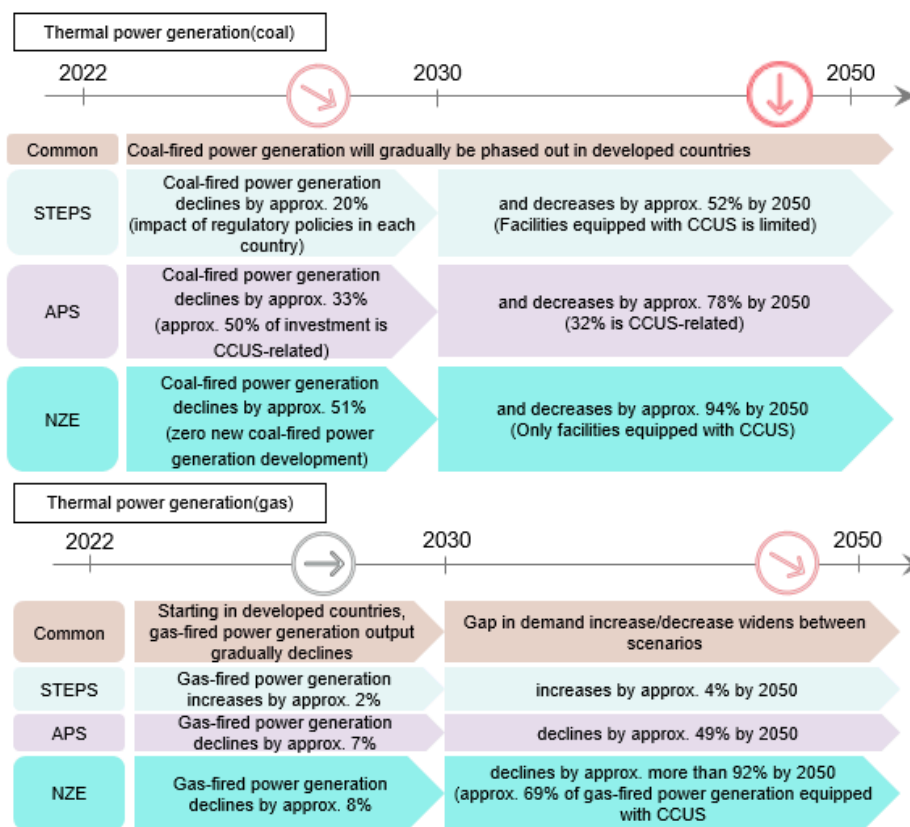 Thermal power generation(coal)
2022
2030
2050
Common
Coal-fired power generation will gradually be phased out in developed countries
STEPS
Coal-fired power generation
declines by approx. 20%
(impact of regulatory policies in each
country)
and decreases by approx. 52% by 2050
(Facilities equipped with CCUS is limited)
APS
Coal-fired power generation
declines by approx. 33%
(approx. 50% of investment is
CCUS-related)
and decreases by approx. 78% by 2050
(32% is CCUS-related)
NZE
Coal-fired power generation
declines by approx. 51%
(zero new coal-fired power
generation development)
and decreases by approx. 94% by 2050
(Only facilities equipped with CCUS)
Thermal power generation(gas)
2022
2030
2050
Common
Starting in developed countries,
gas-fired power generation output
gradually declines
Gap in demand increase/decrease widens between
scenarios
STEPS
Gas-fired power generation
increases by approx. 2%
increases by approx. 4% by 2050
APS
Gas-fired power generation
declines by approx. 7%
declines by approx. 49% by 2050
NZE
Gas-fired power generation
declines by approx. 8%
declines by approx. more than 92% by 2050
(approx. 69% of gas-fired power generation equipped
with CCUS